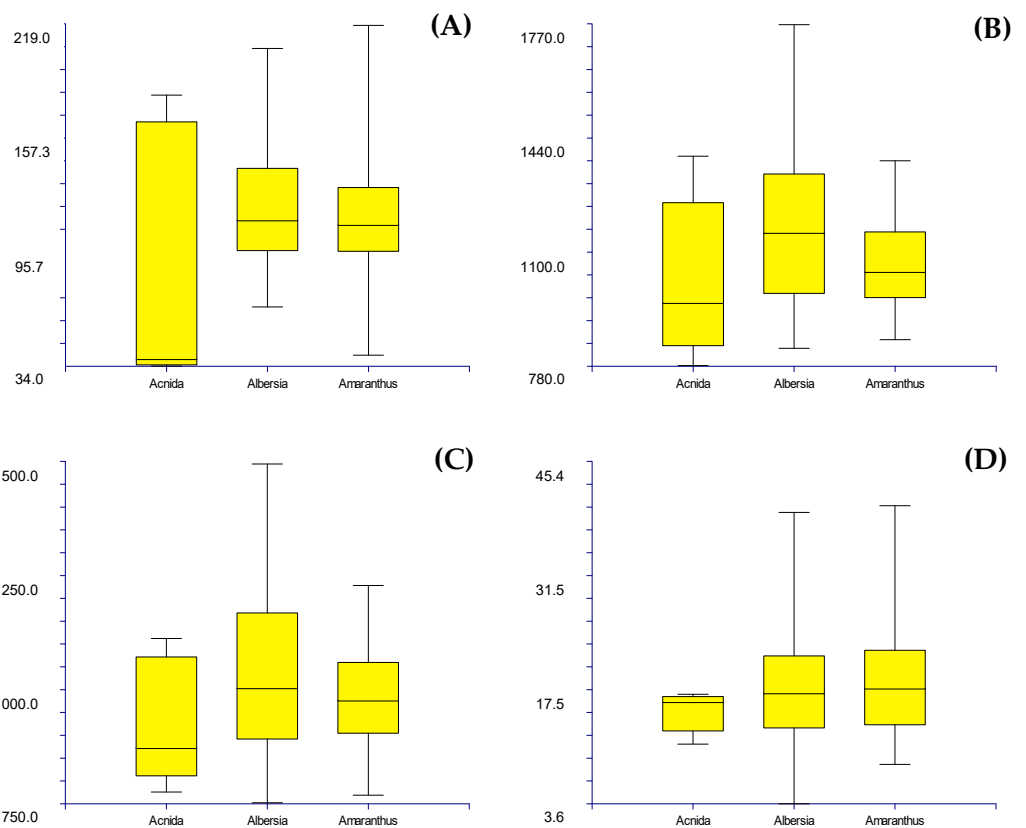 (A)
219.0
157.3
95.7
34.0
Acnida Albersia Amaranthus
(B)
1770.0
1440.0
1100.0
780.0
Acnida Albersia Amaranthus
(C)
500.0
250.0
000.0
750.0
Acnida Albersia Amaranthus
(D)
45.4
31.5
17.5
3.6
Acnida Albersia Amaranthus